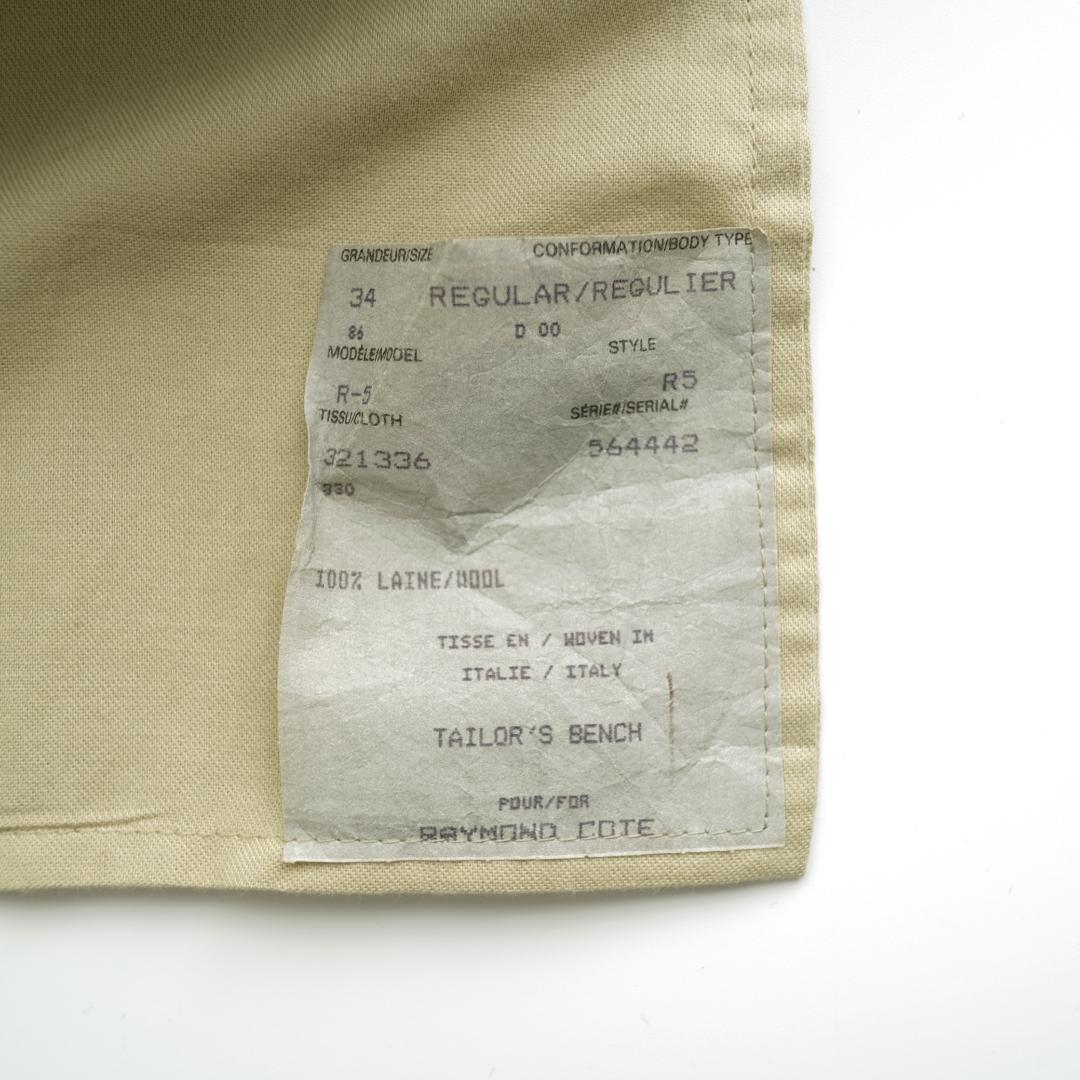 GRANDEUR/SIZE CONFORMATION/BODY TYPE
34 REGULAR/REGULIER
86 D 00
MODÈLE/MODEL STYLE
R-5 R5
TISSU/CLOTH SÉRIE#/SERIAL#
321336 564442
330
100% LAINE/WOOL
TISSE EN / WOVEN IN
ITALIE / ITALY
TAILOR'S BENCH
POUR/FOR
RAYMOND COTE